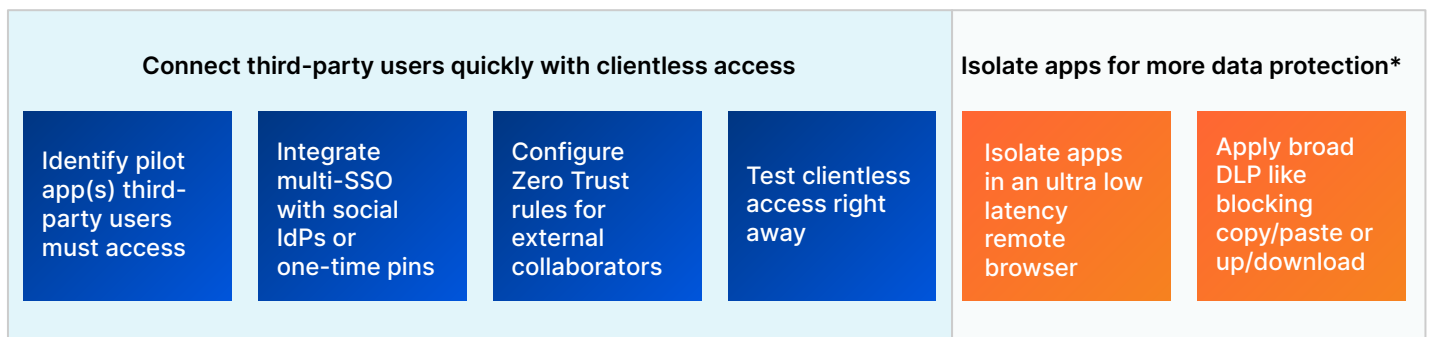 Connect third-party users quickly with clientless access
Identify pilot
app(s) third-
party users
must access
Integrate
multi-SSO
with social
IdPs or
one-time pins
Configure
Zero Trust
rules for
external
collaborators
Test clientless
access right
away
Isolate apps for more data protection*
Isolate apps
in an ultra low
latency
remote
browser
Apply broad
DLP like
blocking
copy/paste or
up/download